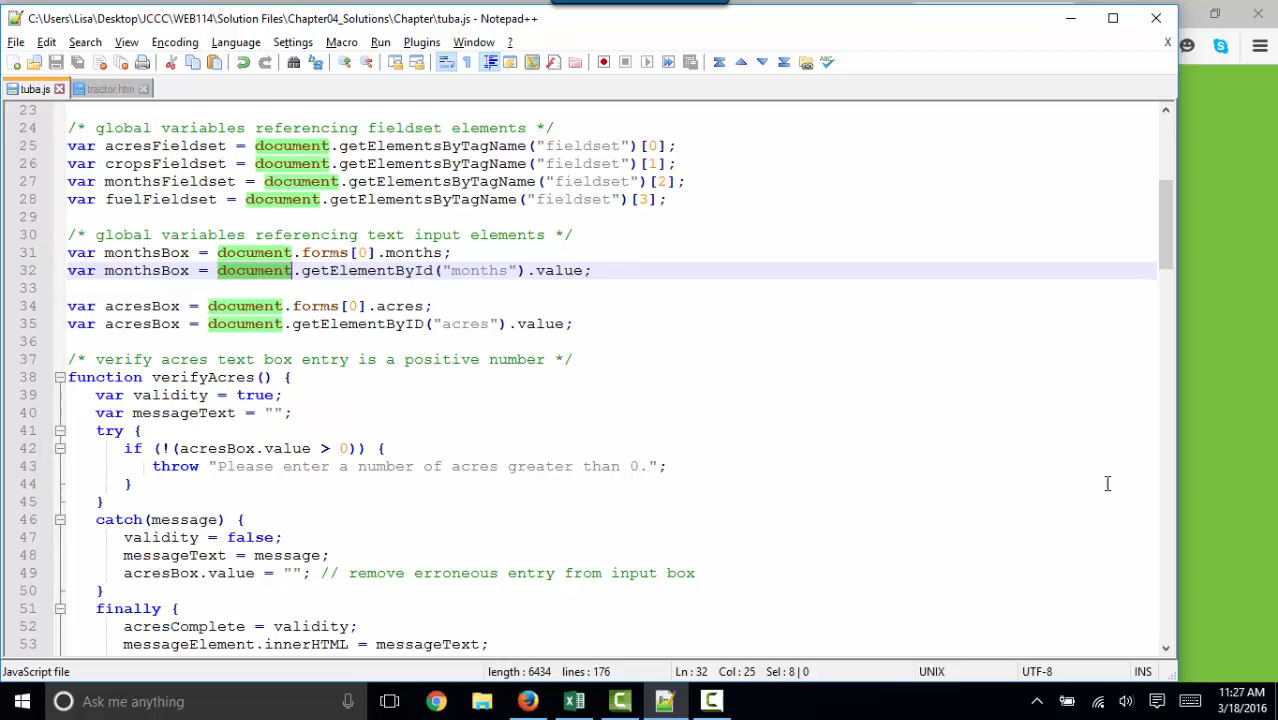 C:\Users\Lisa\Desktop\JCCC\WEB114\Solution Files\Chapter04_Solutions\Chapter\tuba.js - Notepad++
File Edit Search View Encoding Language Settings Macro Run Plugins Window ? X
tuba.js tractor.htm
23
24 /* global variables referencing fieldset elements */
25 var acresFieldset = document.getElementsByTagName("fieldset")[0];
26 var cropsFieldset = document.getElementsByTagName("fieldset")[1];
27 var monthsFieldset = document.getElementsByTagName("fieldset")[2];
28 var fuelFieldset = document.getElementsByTagName("fieldset")[3];
29
30 /* global variables referencing text input elements */
31 var monthsBox = document.forms[0].months;
32 var monthsBox = document.getElementById("months").value;
33
34 var acresBox = document.forms[0].acres;
35 var acresBox = document.getElementByID("acres").value;
36
37 /* verify acres text box entry is a positive number */
38 function verifyAcres() {
39 var validity = true;
40 var messageText = "";
41 try {
42 if (!(acresBox.value > 0)) {
43 throw "Please enter a number of acres greater than 0.";
44 }
45 }
46 catch(message) {
47 validity = false;
48 messageText = message;
49 acresBox.value = ""; // remove erroneous entry from input box
50 }
51 finally {
52 acresComplete = validity;
53 messageElement.innerHTML = messageText;
JavaScript file length : 6434 lines : 176 Ln : 32 Col : 25 Sel : 8 | 0 UNIX UTF-8 INS
Ask me anything
11:27 AM
3/18/2016